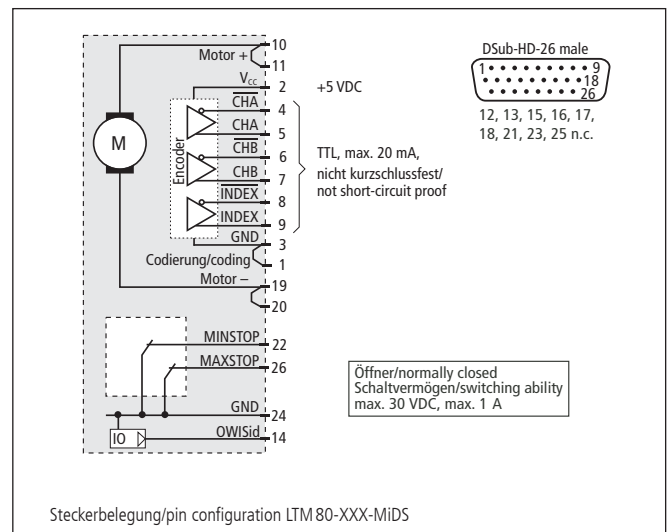 Motor +
10
11
V_CC
2
+5 VDC
C̅H̅A̅
4
CHA
5
C̅H̅B̅
6
CHB
7
I̅N̅D̅E̅X̅
8
INDEX
9
GND
3
Codierung/coding
1
Motor –
19
20
M
Encoder
TTL, max. 20 mA,
nicht kurzschlussfest/
not short-circuit proof
DSub-HD-26 male
1 9
18
26
12, 13, 15, 16, 17,
18, 21, 23, 25 n.c.
MINSTOP
22
MAXSTOP
26
GND
24
IO
OWISid
14
Öffner/normally closed
Schaltvermögen/switching ability
max. 30 VDC, max. 1 A
Steckerbelegung/pin configuration LTM 80-XXX-MiDS